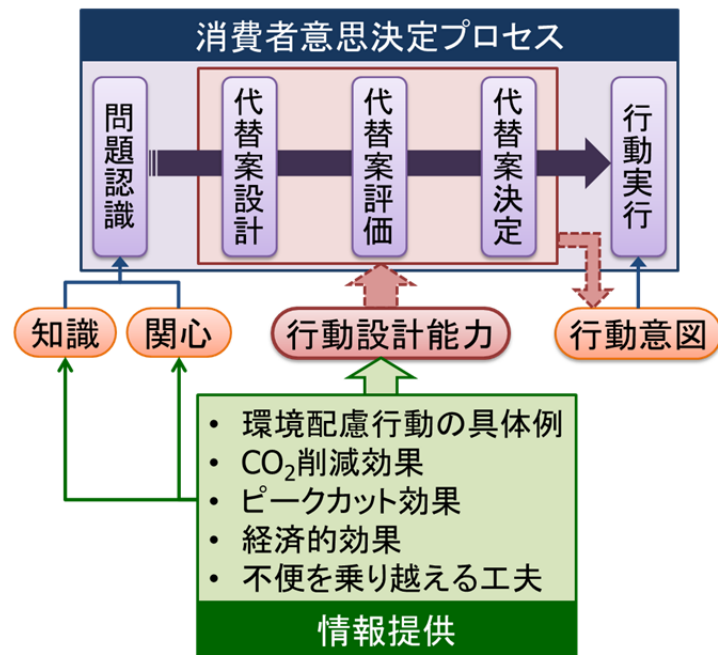 消費者意思決定プロセス
問題認識
代替案設計
代替案評価
代替案決定
行動実行
知識
関心
行動設計能力
行動意図
• 環境配慮行動の具体例
• CO₂削減効果
• ピークカット効果
• 経済的効果
• 不便を乗り越える工夫
情報提供